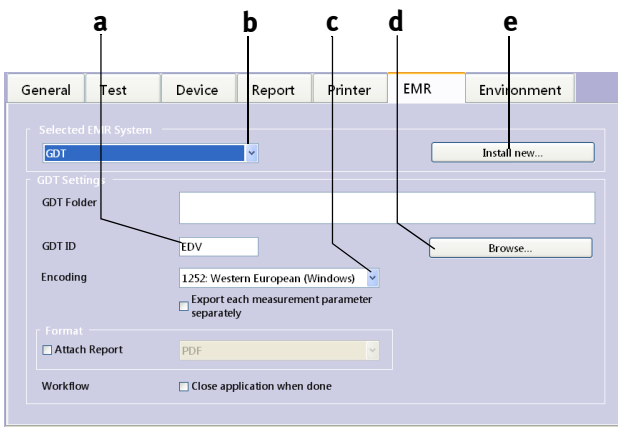 a b c d e
General Test Device Report Printer EMR Environment
Selected EMR System
GDT Install new...
GDT Settings
GDT Folder
GDT ID EDV Browse...
Encoding 1252: Western European (Windows)
Export each measurement parameter
separately
Format
Attach Report PDF
Workflow Close application when done